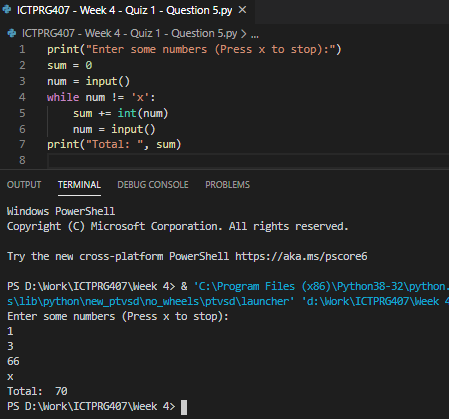 ICTPRG407 - Week 4 - Quiz 1 - Question 5.py ×
ICTPRG407 - Week 4 - Quiz 1 - Question 5.py > ...
1 print("Enter some numbers (Press x to stop):")
2 sum = 0
3 num = input()
4 while num != 'x':
5     sum += int(num)
6     num = input()
7 print("Total: ", sum)
8
OUTPUT TERMINAL DEBUG CONSOLE PROBLEMS
Windows PowerShell
Copyright (C) Microsoft Corporation. All rights reserved.
Try the new cross-platform PowerShell https://aka.ms/pscore6
PS D:\Work\ICTPRG407\Week 4> & 'C:\Program Files (x86)\Python38-32\python.
s\lib\python\new_ptvsd\no_wheels\ptvsd\launcher' 'd:\Work\ICTPRG407\Week 4
Enter some numbers (Press x to stop):
1
3
66
x
Total:  70
PS D:\Work\ICTPRG407\Week 4>